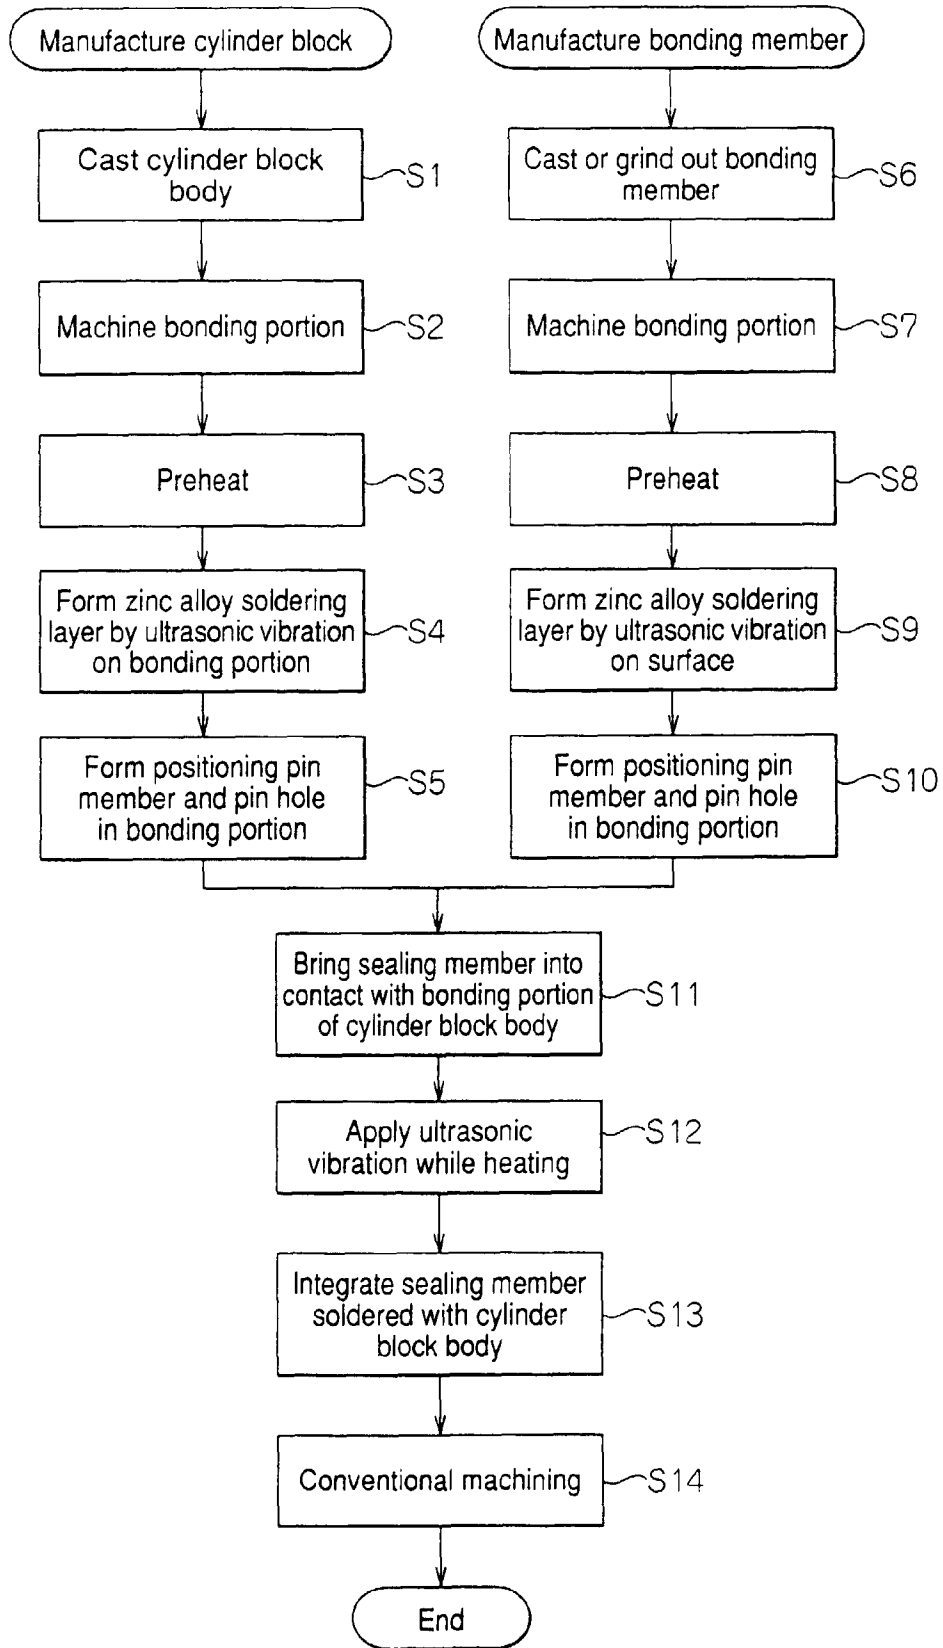 Manufacture cylinder block
Cast cylinder block
body
S1
Machine bonding portion
S2
Preheat
S3
Form zinc alloy soldering
layer by ultrasonic vibration
on bonding portion
S4
Form positioning pin
member and pin hole
in bonding portion
S5
Manufacture bonding member
Cast or grind out bonding
member
S6
Machine bonding portion
S7
Preheat
S8
Form zinc alloy soldering
layer by ultrasonic vibration
on surface
S9
Form positioning pin
member and pin hole
in bonding portion
S10
Bring sealing member into
contact with bonding portion
of cylinder block body
S11
Apply ultrasonic
vibration while heating
S12
Integrate sealing member
soldered with cylinder
block body
S13
Conventional machining
S14
End